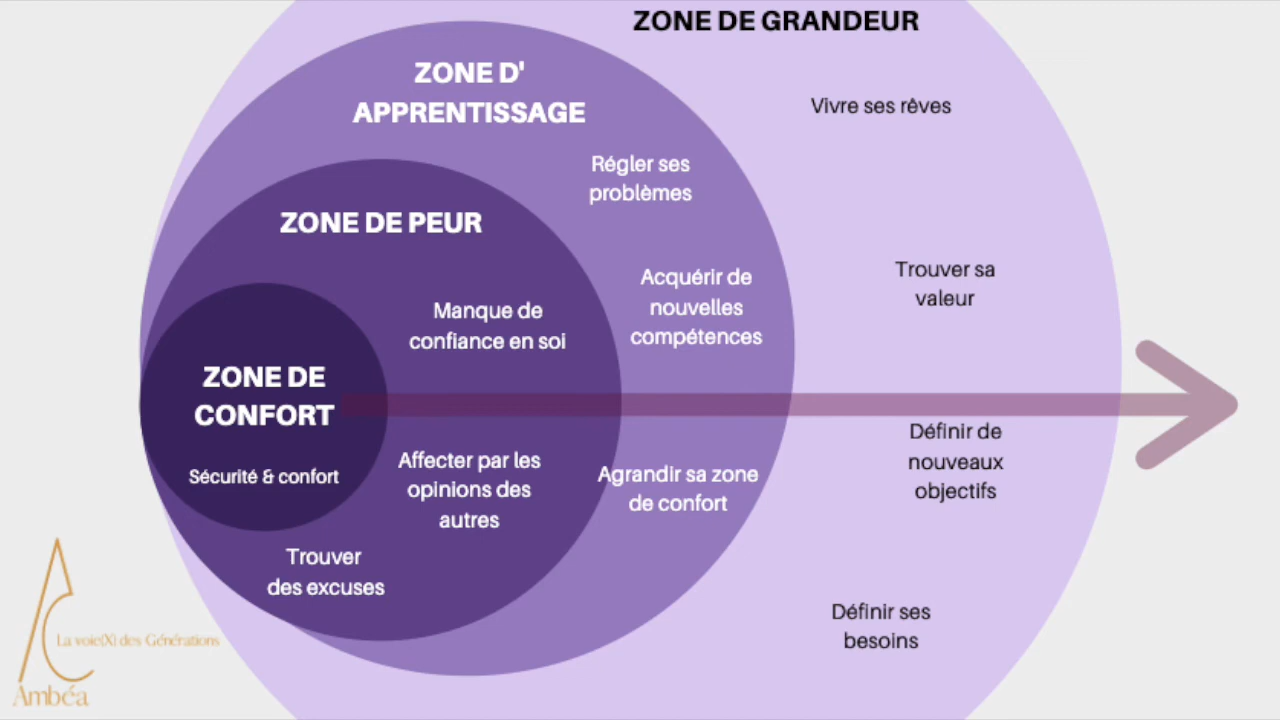 ZONE DE GRANDEUR
Vivre ses rêves
Trouver sa
valeur
Définir de
nouveaux
objectifs
Définir ses
besoins
ZONE D'
APPRENTISSAGE
Régler ses
problèmes
Acquérir de
nouvelles
compétences
Agrandir sa zone
de confort
ZONE DE PEUR
Manque de
confiance en soi
Affecter par les
opinions des
autres
Trouver
des excuses
ZONE DE
CONFORT
Sécurité & confort
La voie(X) des Générations
Ambéa